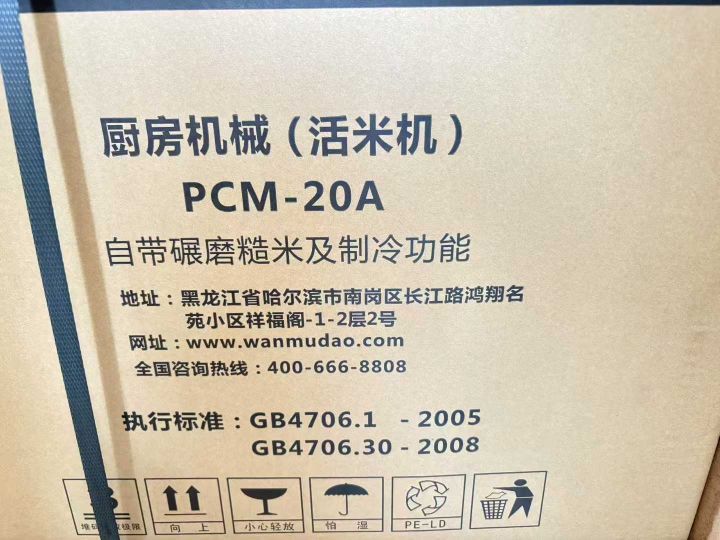 厨房机械（活米机）
PCM-20A
自带碾磨糙米及制冷功能
地址：黑龙江省哈尔滨市南岗区长江路鸿翔名
苑小区祥福阁-1-2层2号
网址：www.wanmudao.com
全国咨询热线：400-666-8808
执行标准：GB4706.1 - 2005
GB4706.30 - 2008
堆码 极限
向上
小心轻放
怕湿
PE-LD